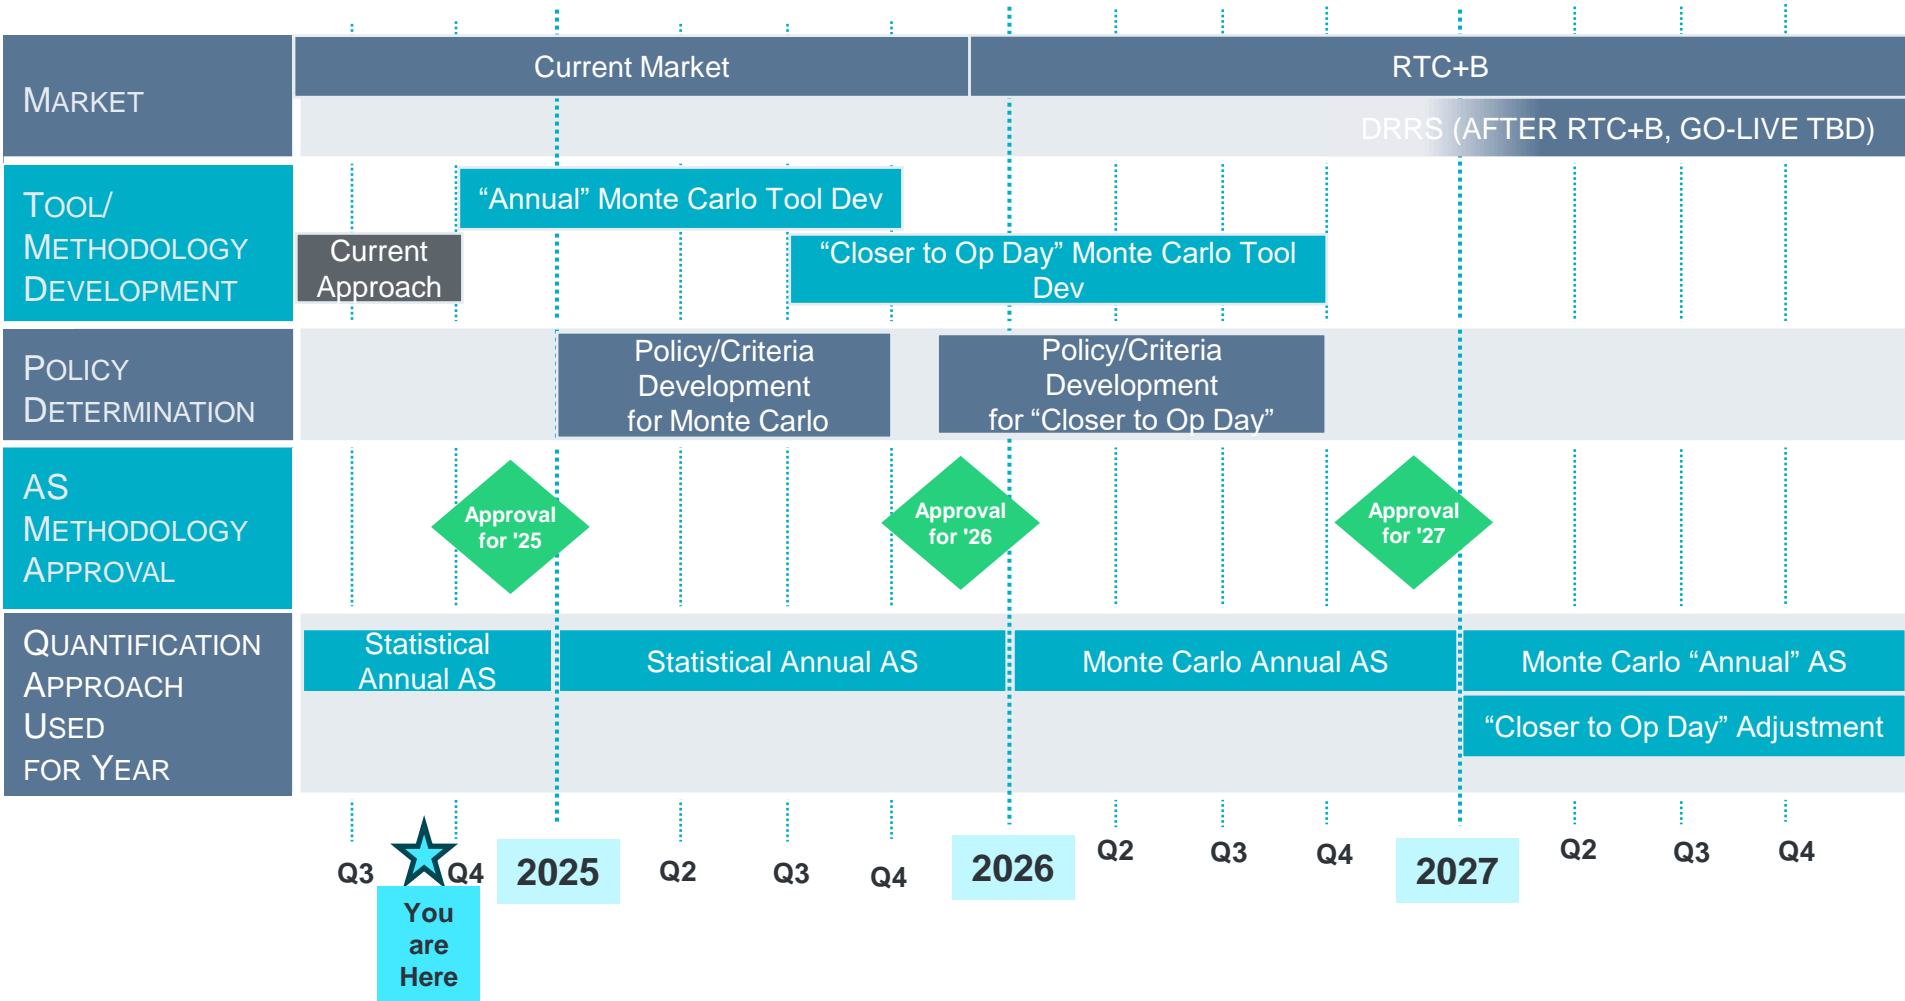 MARKET
Current Market
RTC+B
DRRS (AFTER RTC+B, GO-LIVE TBD)
TOOL/
METHODOLOGY
DEVELOPMENT
“Annual” Monte Carlo Tool Dev
Current
Approach
“Closer to Op Day” Monte Carlo Tool
Dev
POLICY
DETERMINATION
Policy/Criteria
Development
for Monte Carlo
Policy/Criteria
Development
for “Closer to Op Day”
AS
METHODOLOGY
APPROVAL
Approval
for '25
Approval
for '26
Approval
for '27
QUANTIFICATION
APPROACH
USED
FOR YEAR
Statistical
Annual AS
Statistical Annual AS
Monte Carlo Annual AS
Monte Carlo “Annual” AS
“Closer to Op Day” Adjustment
Q3
Q4
2025
Q2
Q3
Q4
2026
Q2
Q3
Q4
2027
Q2
Q3
Q4
You
are
Here